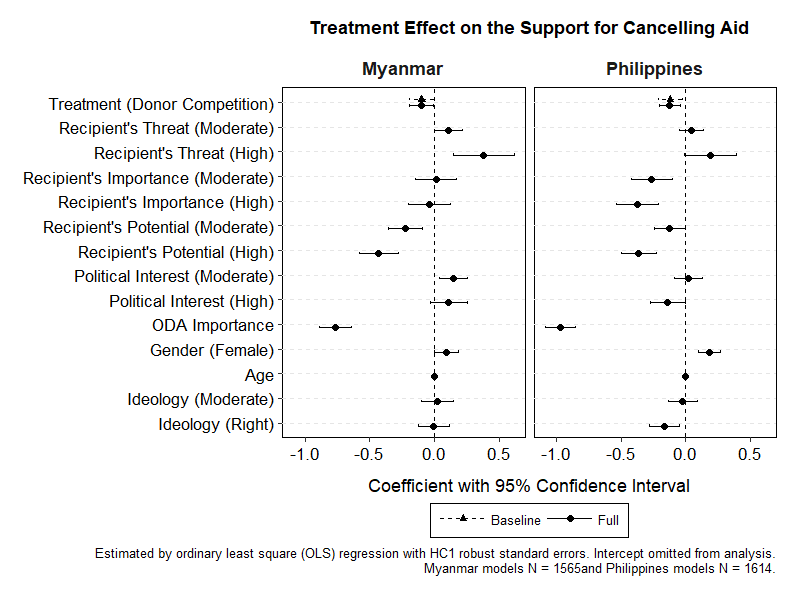 Treatment Effect on the Support for Cancelling Aid
Myanmar
Philippines
Treatment (Donor Competition)
Recipient's Threat (Moderate)
Recipient's Threat (High)
Recipient's Importance (Moderate)
Recipient's Importance (High)
Recipient's Potential (Moderate)
Recipient's Potential (High)
Political Interest (Moderate)
Political Interest (High)
ODA Importance
Gender (Female)
Age
Ideology (Moderate)
Ideology (Right)
-1.0 -0.5 0.0 0.5 -1.0 -0.5 0.0 0.5
Coefficient with 95% Confidence Interval
Baseline Full
Estimated by ordinary least square (OLS) regression with HC1 robust standard errors. Intercept omitted from analysis.
Myanmar models N = 1565and Philippines models N = 1614.